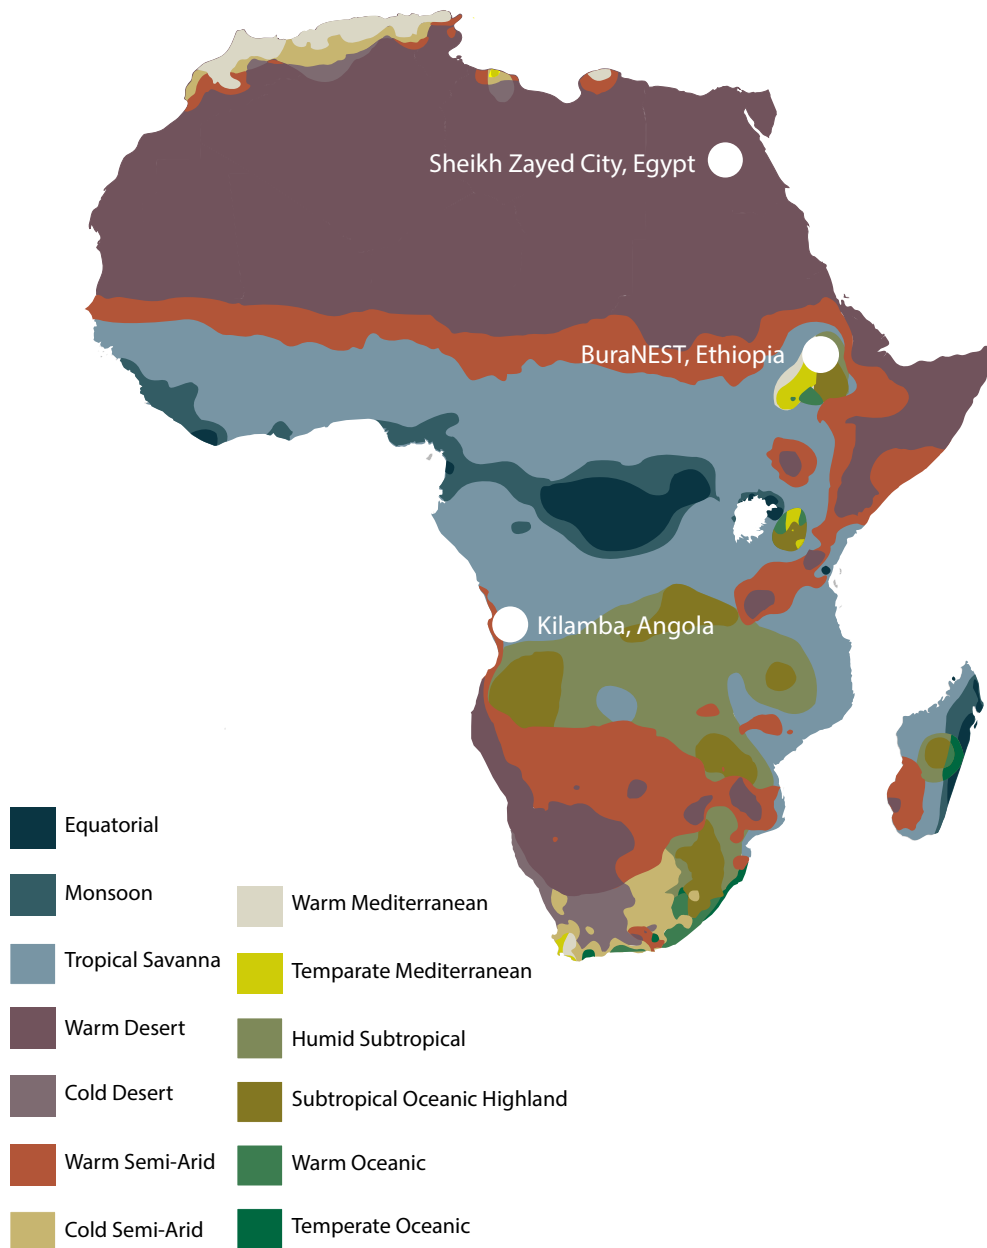 Sheikh Zayed City, Egypt
BuraNEST, Ethiopia
Kilamba, Angola
Equatorial
Monsoon
Tropical Savanna
Warm Desert
Cold Desert
Warm Semi-Arid
Cold Semi-Arid
Warm Mediterranean
Temparate Mediterranean
Humid Subtropical
Subtropical Oceanic Highland
Warm Oceanic
Temperate Oceanic